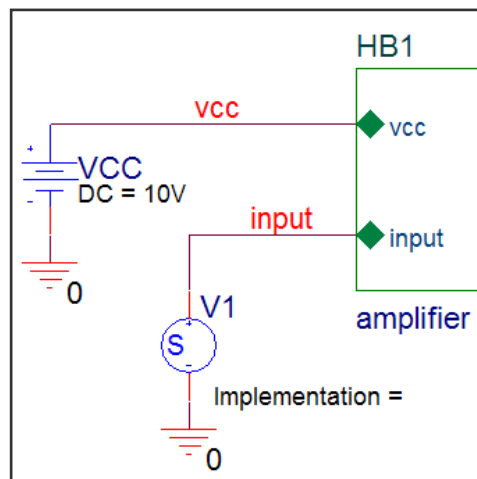 HB1
vcc
vcc
+
VCC
DC = 10V
-
input
input
0
V1
amplifier
+
S
-
Implementation =
0